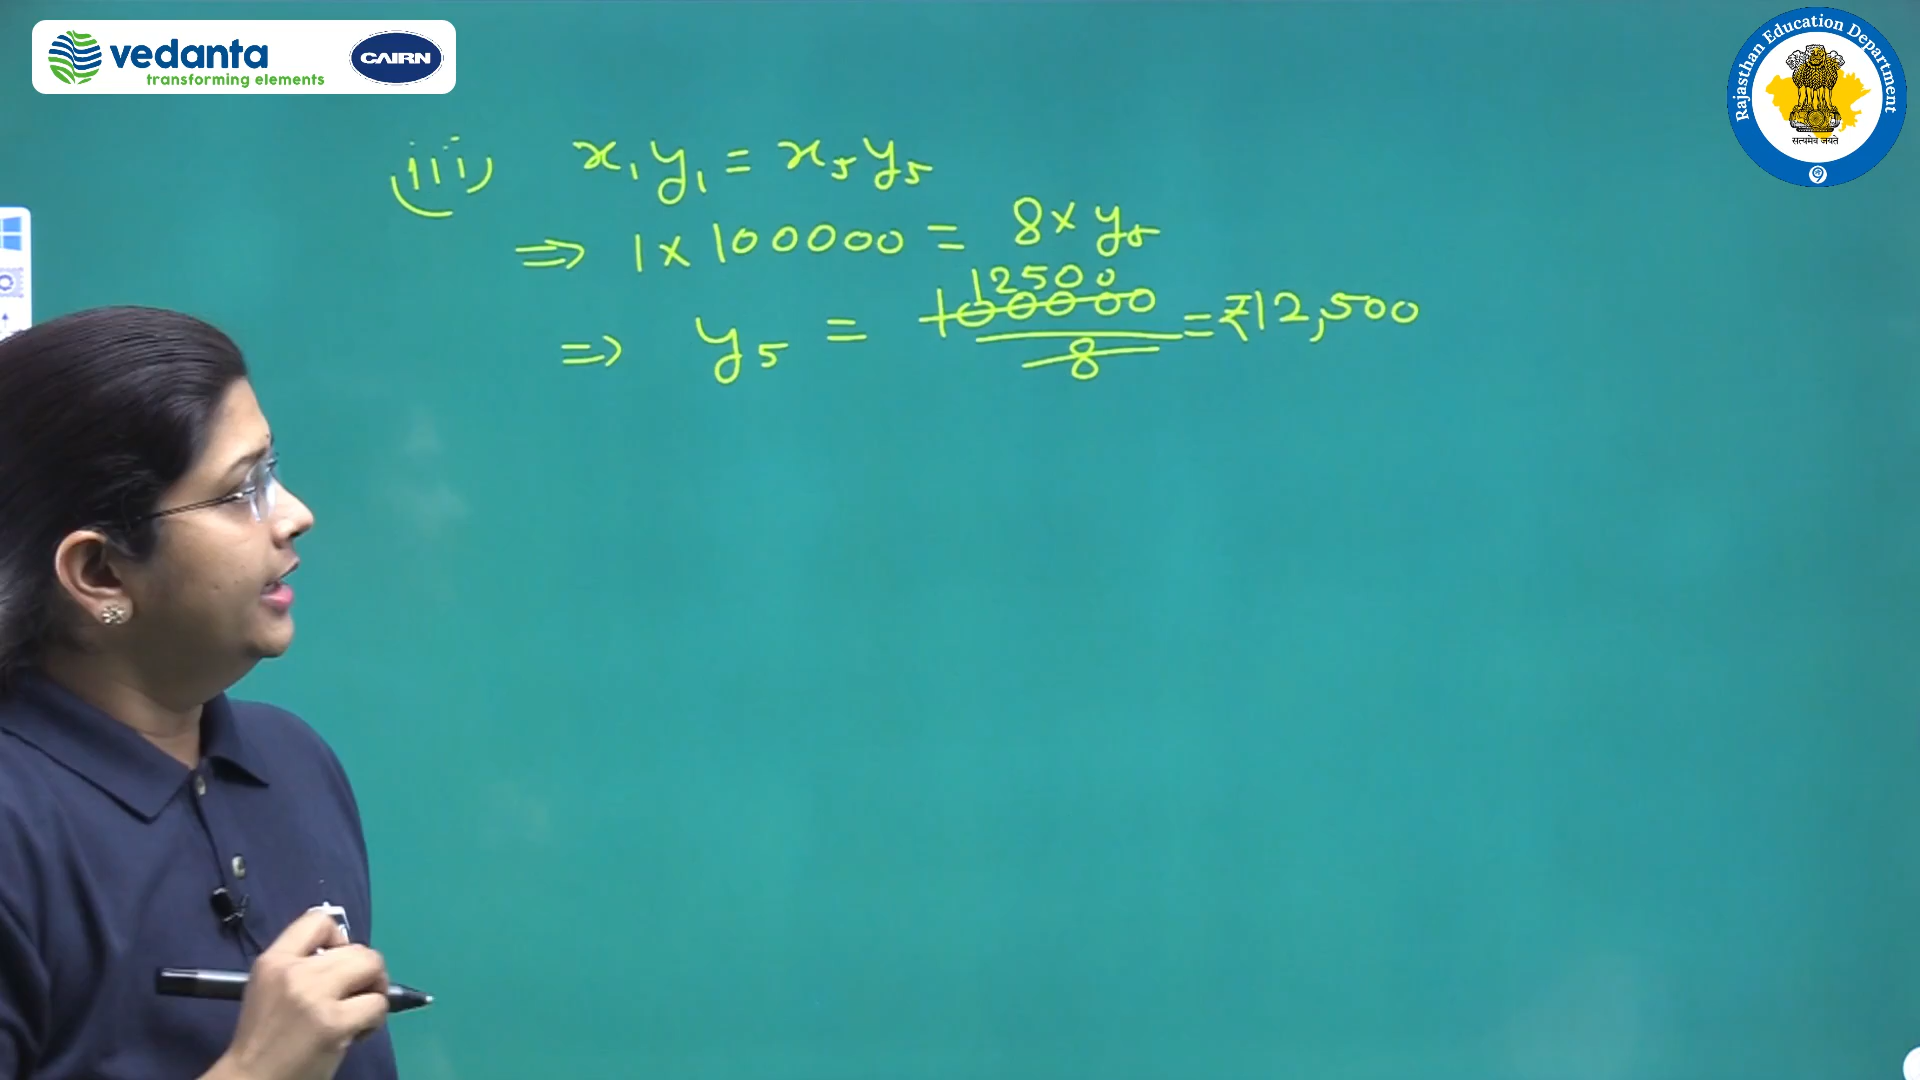 vedanta
transforming elements
CAIRN
Rajasthan Education Department
सत्यमेव जयते
(iii) x₁y₁ = x₅y₅
⇒ 1 × 100000 = 8 × y₅
12500
⇒ y₅ = 100000/8 = ₹12,500